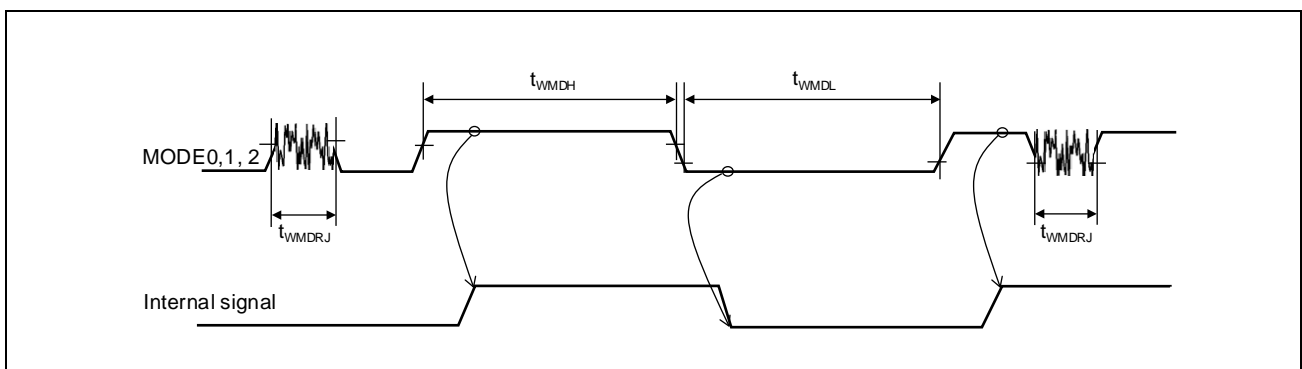 tWMDH
tWMDL
MODE0,1, 2
tWMDRJ
tWMDRJ
Internal signal